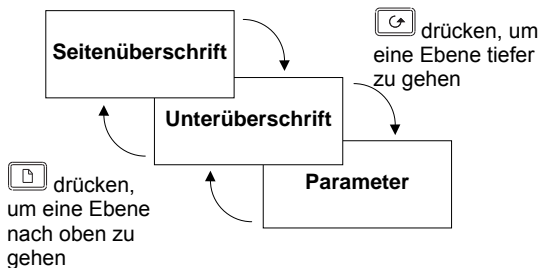 Seitenüberschrift
drücken, um
eine Ebene tiefer
zu gehen
Unterüberschrift
Parameter
drücken,
um eine Ebene
nach oben zu
gehen